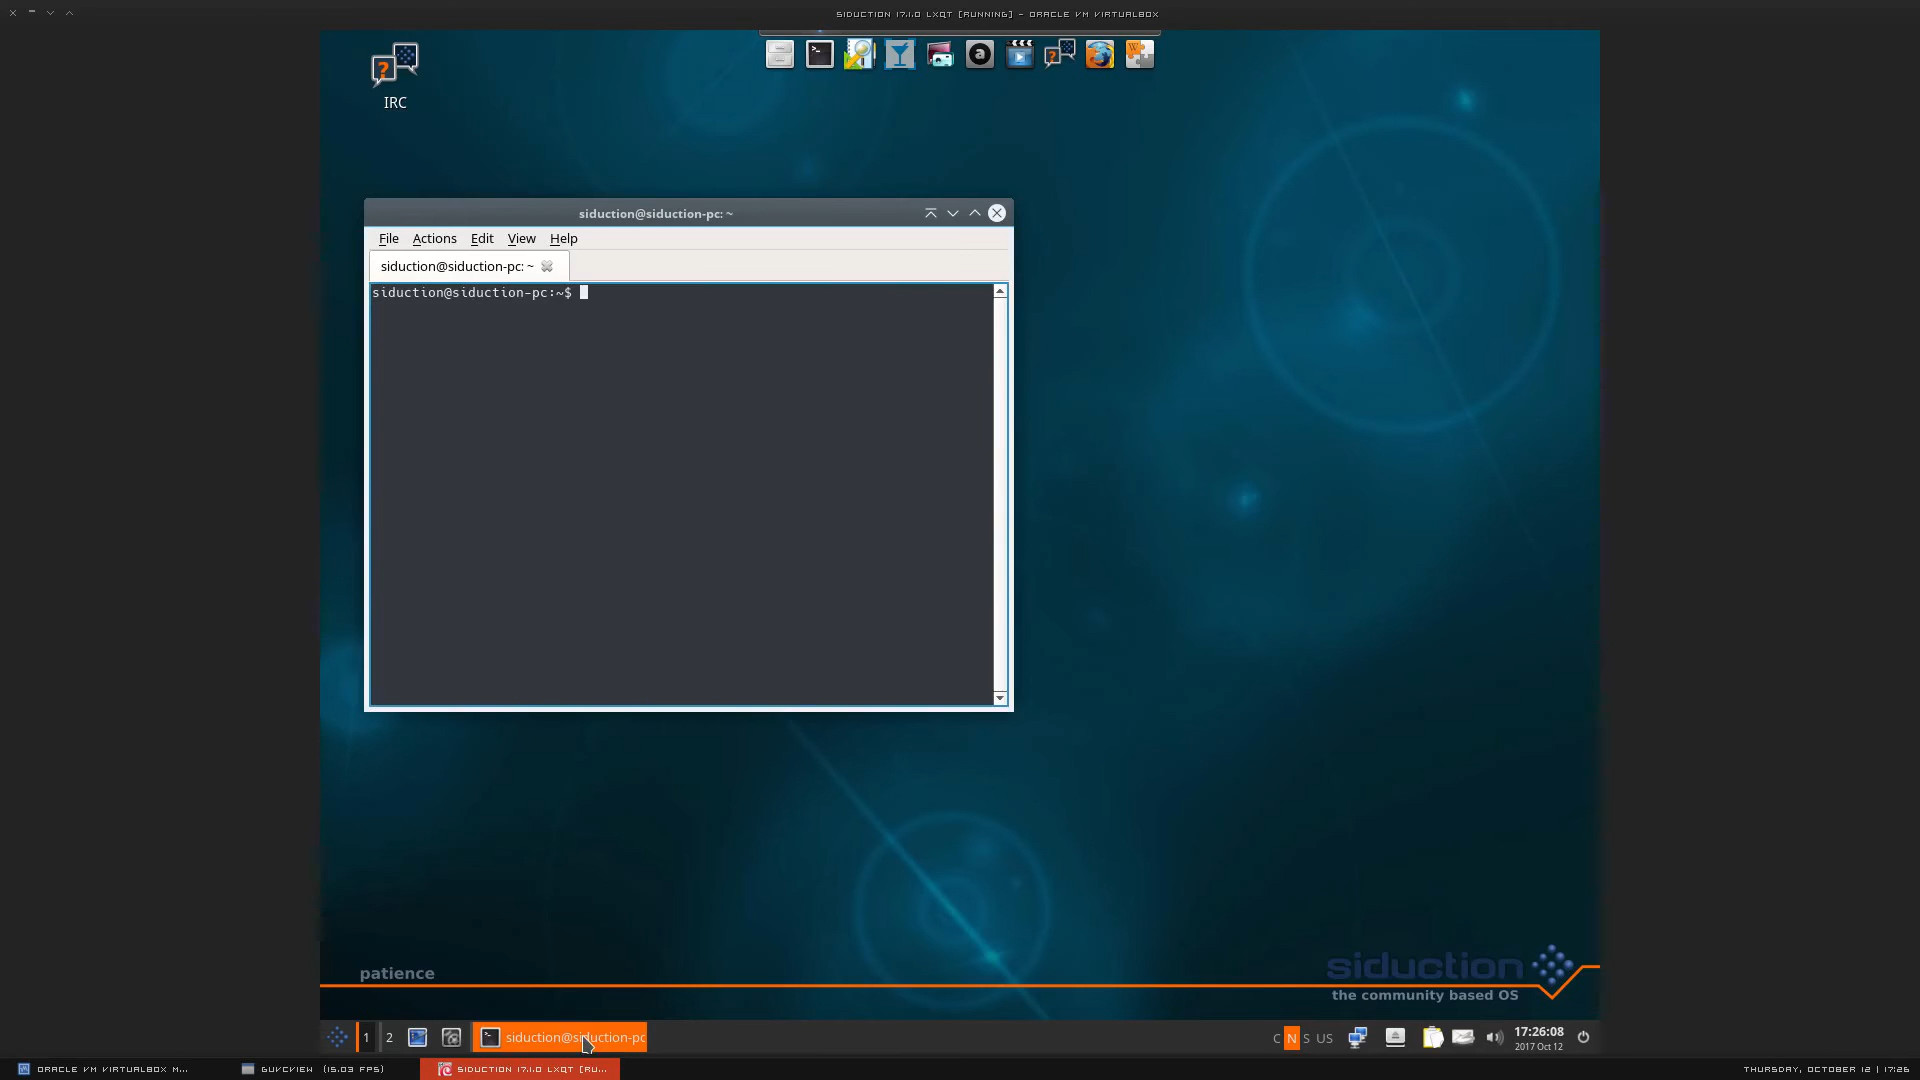 SIDUCTION 17.1.0 LXQT [RUNNING] - ORACLE VM VIRTUALBOX
IRC
siduction@siduction-pc: ~
File Actions Edit View Help
siduction@siduction-pc: ~
siduction@siduction-pc:~$
patience
siduction
the community based OS
1 2 siduction@siduction-pc C N S US 17:26:08
2017 Oct 12
ORACLE VM VIRTUALBOX M... GUVCVIEW (15.03 FPS) SIDUCTION 17.1.0 LXQT [RU... THURSDAY, OCTOBER 12 | 17:26